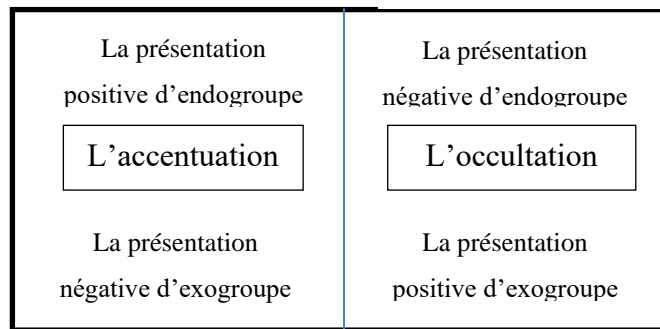 La présentation
positive d'endogroupe
L'accentuation
La présentation
négative d'exogroupe
La présentation
négative d'endogroupe
L'occultation
La présentation
positive d'exogroupe